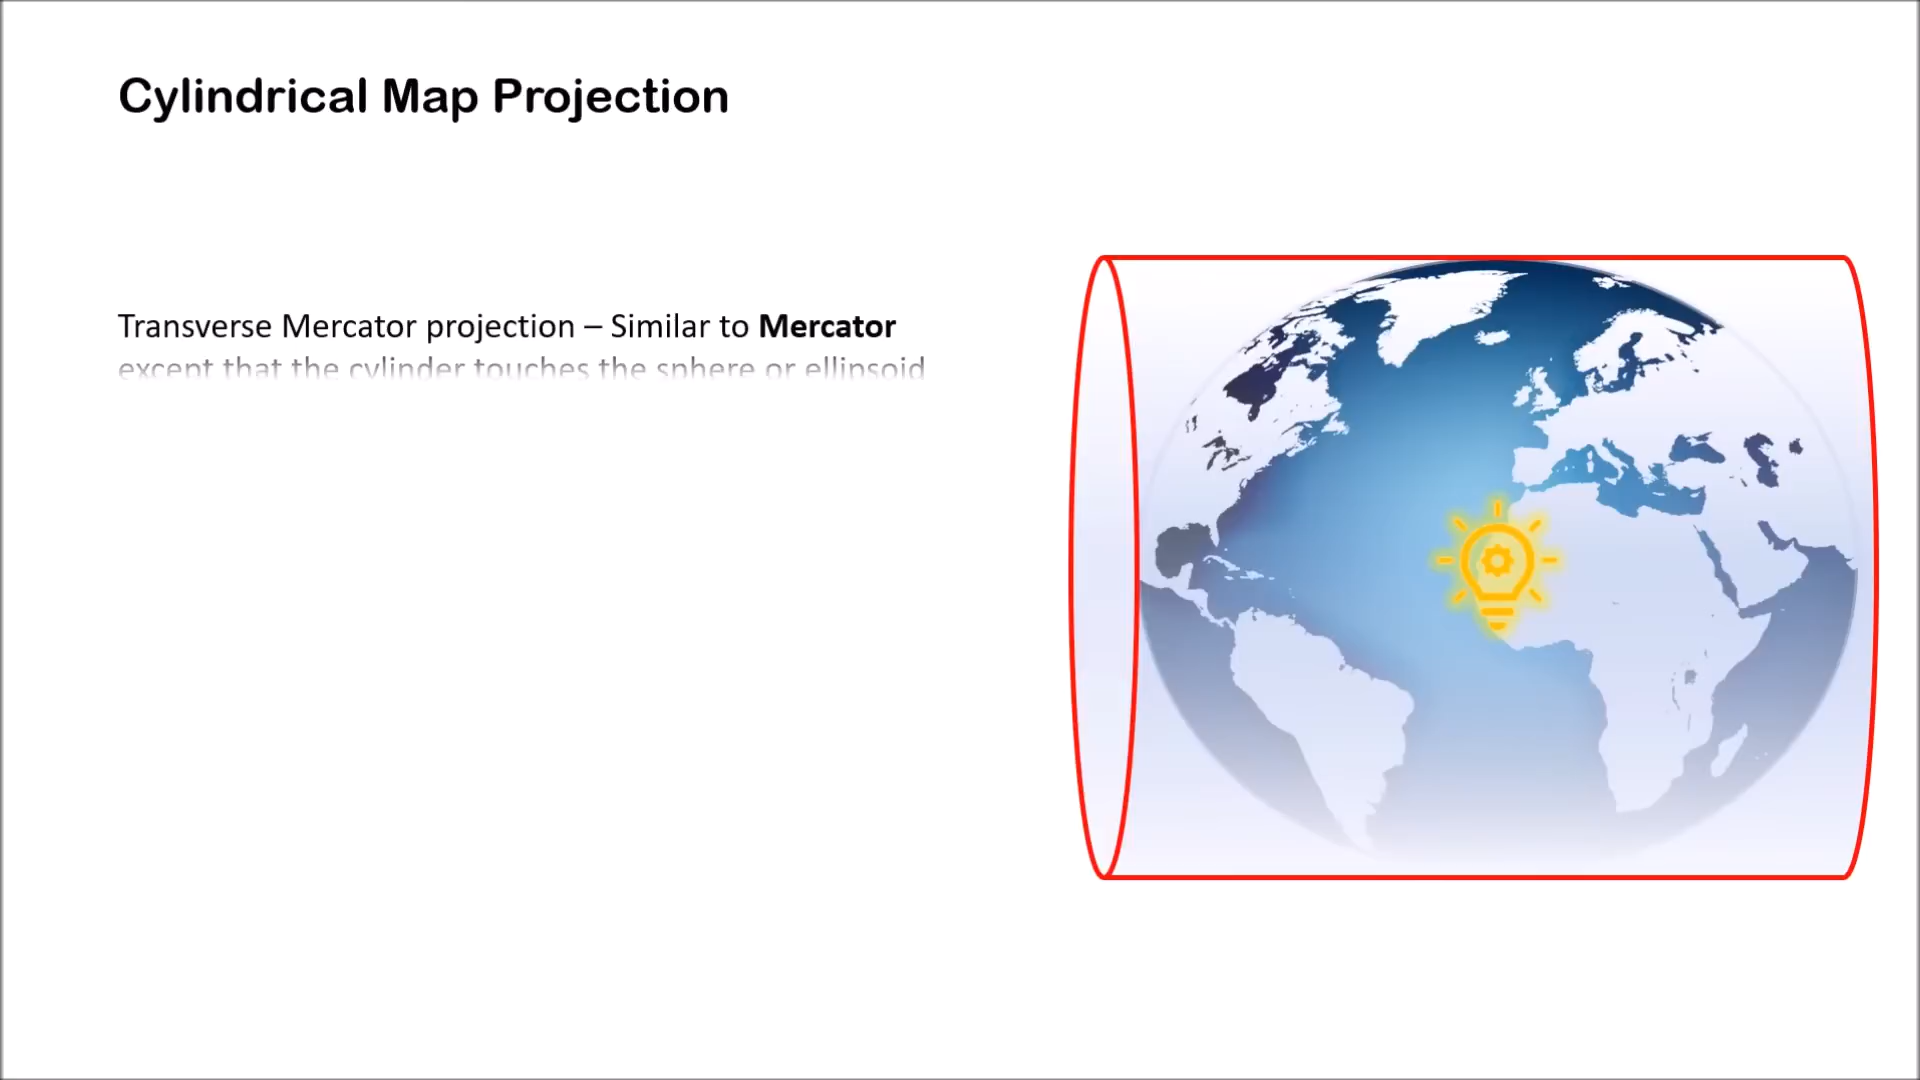 Cylindrical Map Projection
Transverse Mercator projection – Similar to Mercator
except that the cylinder touches the sphere or ellipsoid